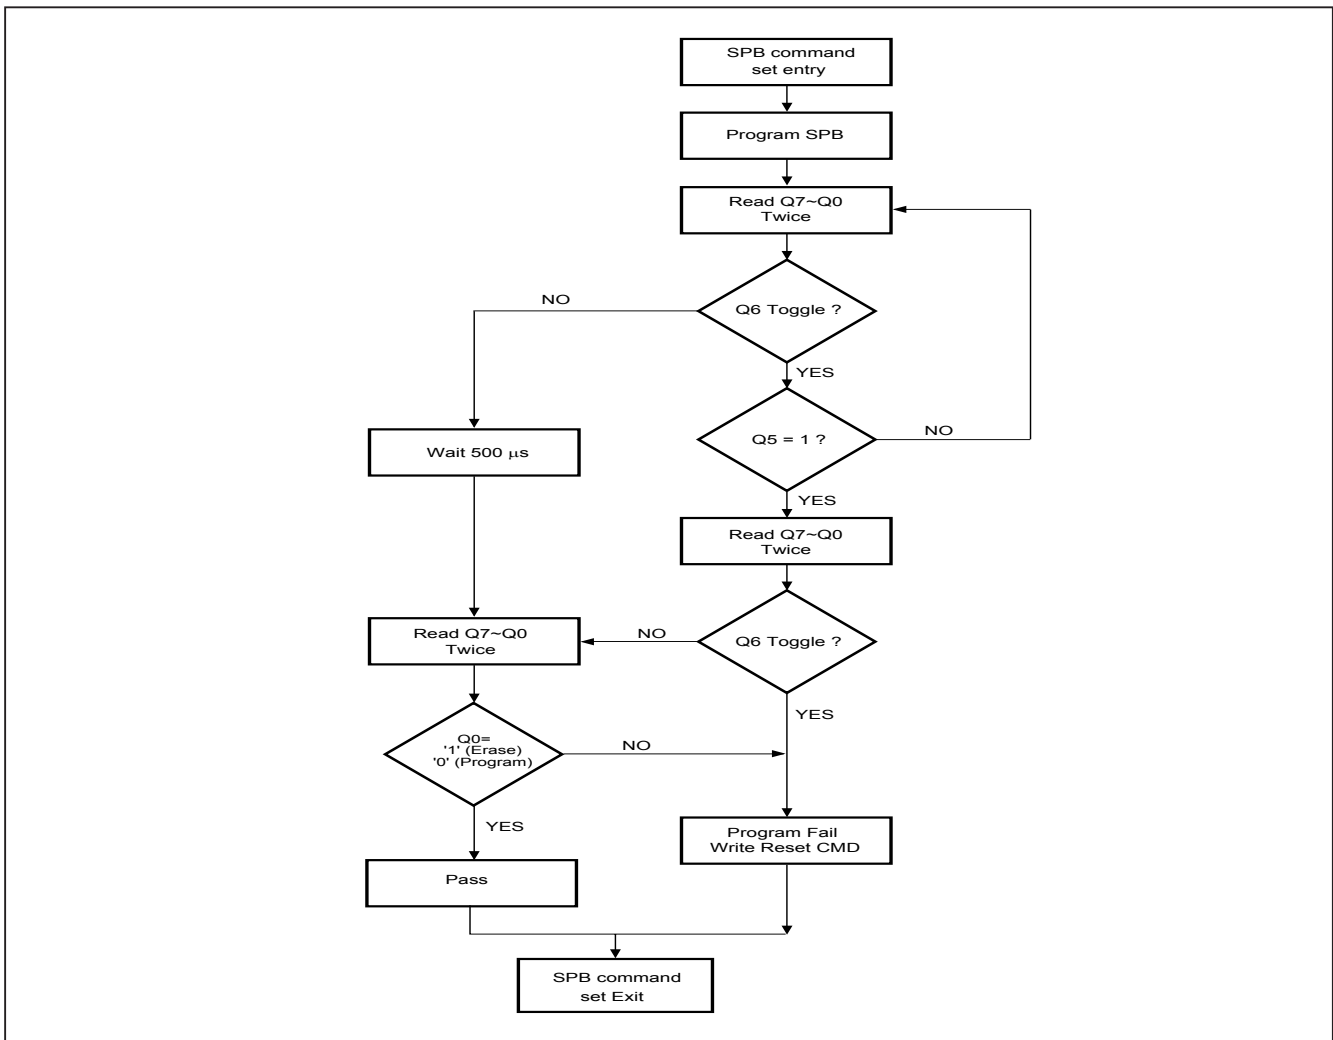 SPB command
set entry
Program SPB
Read Q7~Q0
Twice
Q6 Toggle ?
NO
YES
Q5 = 1 ?
NO
Wait 500 μs
YES
Read Q7~Q0
Twice
Q6 Toggle ?
NO
Read Q7~Q0
Twice
YES
Q0=
'1' (Erase)
'0' (Program)
NO
YES
Program Fail
Write Reset CMD
Pass
SPB command
set Exit